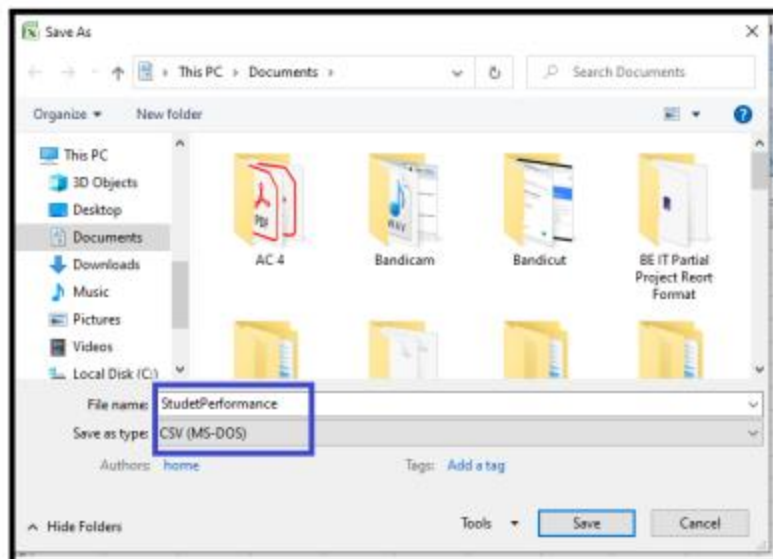 Save As
This PC > Documents >
Search Documents
Organize
New folder
This PC
3D Objects
Desktop
Documents
Downloads
Music
Pictures
Videos
Local Disk (C:)
PDF
WAV
AC 4
Bandicam
Bandicut
BE IT Partial
Project Reort
Format
File name: StudetPerformance
Save as type: CSV (MS-DOS)
Authors: home
Tags: Add a tag
Hide Folders
Tools
Save
Cancel